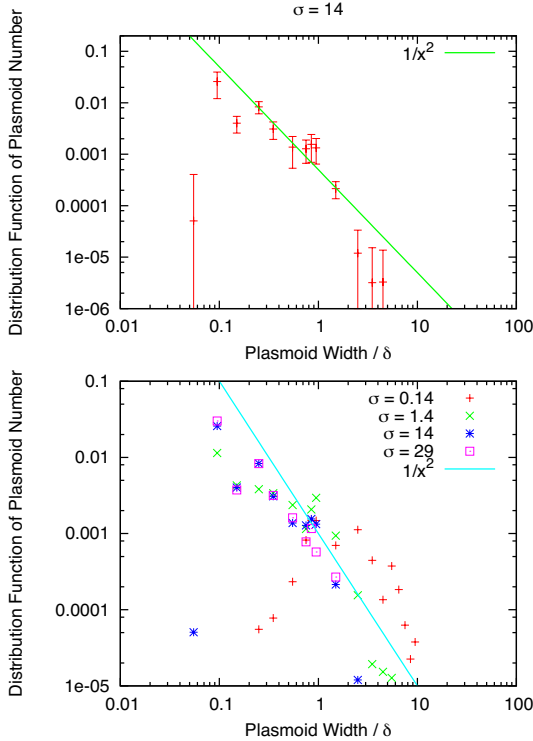 σ = 14
Distribution Function of Plasmoid Number
0.1
0.01
0.001
0.0001
1e-05
1e-06
1/x²
0.01 0.1 1 10 100
Plasmoid Width / δ
Distribution Function of Plasmoid Number
0.1
0.01
0.001
0.0001
1e-05
σ = 0.14
σ = 1.4
σ = 14
σ = 29
1/x²
0.01 0.1 1 10 100
Plasmoid Width / δ